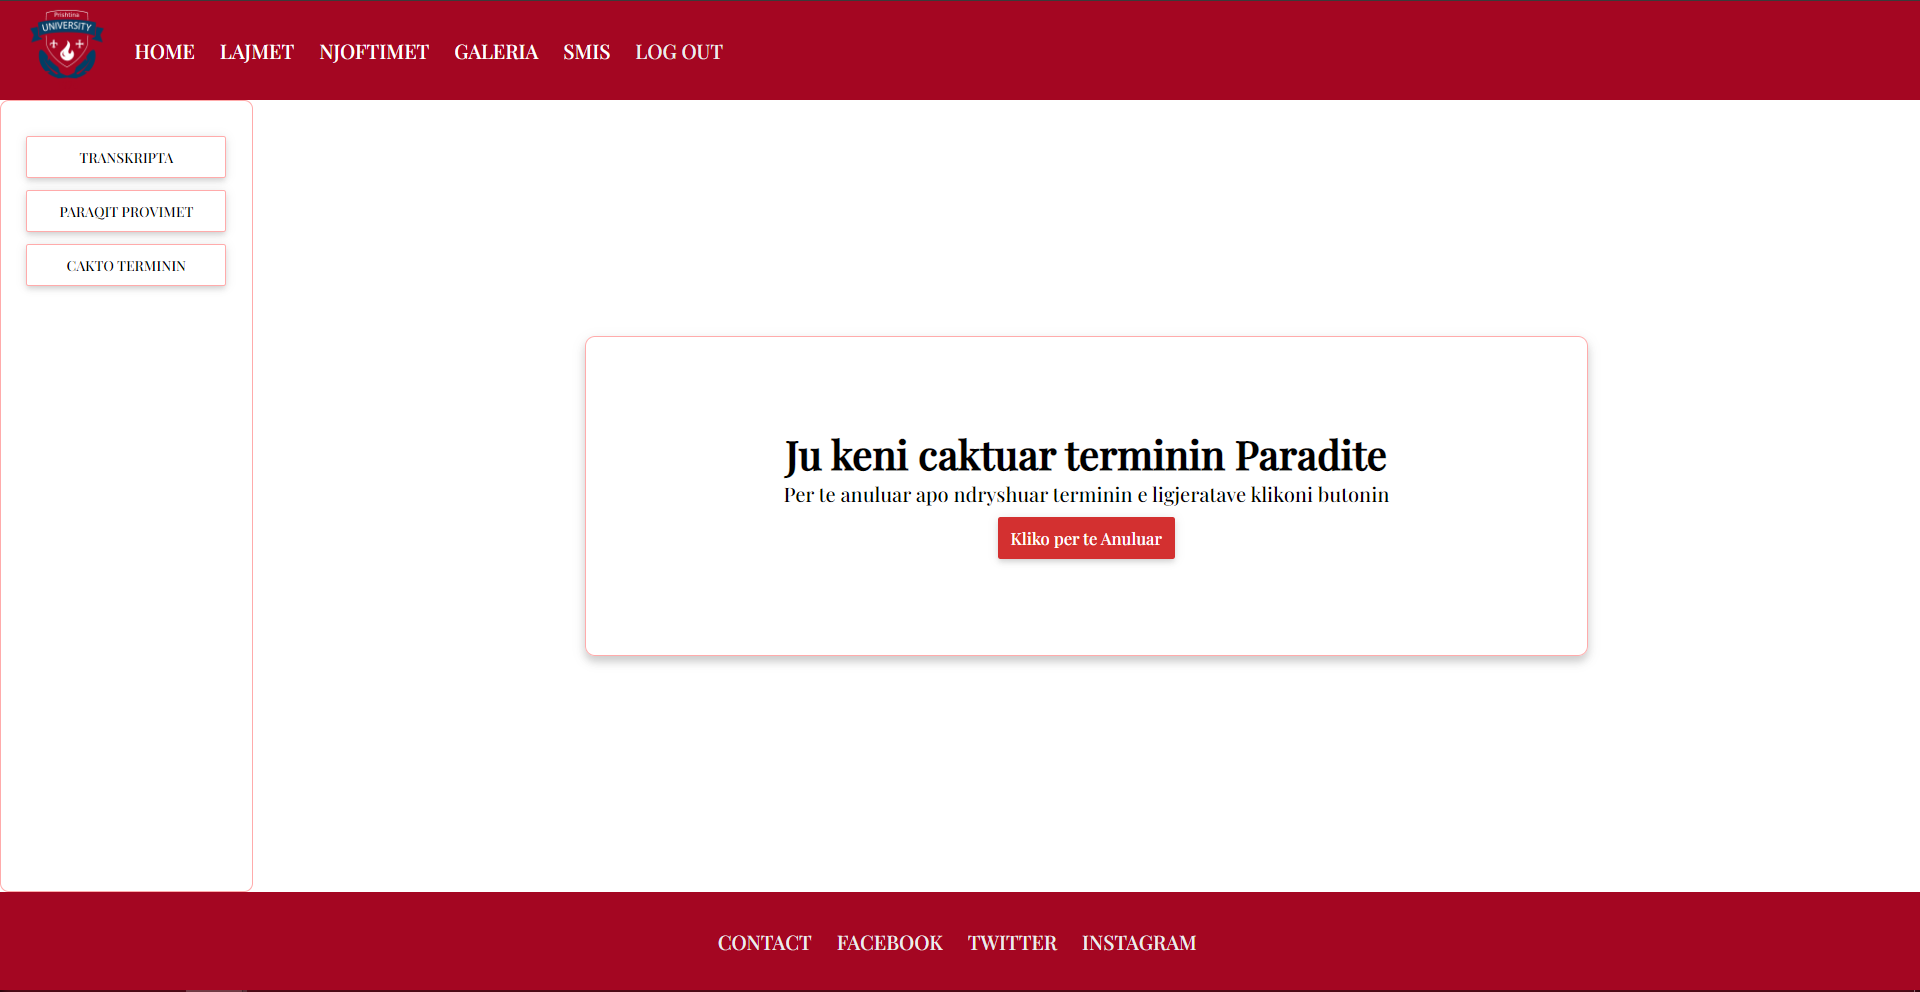 Prishtina
UNIVERSITY
HOME LAJMET NJOFTIMET GALERIA SMIS LOG OUT
TRANSKRIPTA
PARAQIT PROVIMET
CAKTO TERMININ
Ju keni caktuar terminin Paradite
Per te anuluar apo ndryshuar terminin e ligjeratave klikoni butonin
Kliko per te Anuluar
CONTACT FACEBOOK TWITTER INSTAGRAM